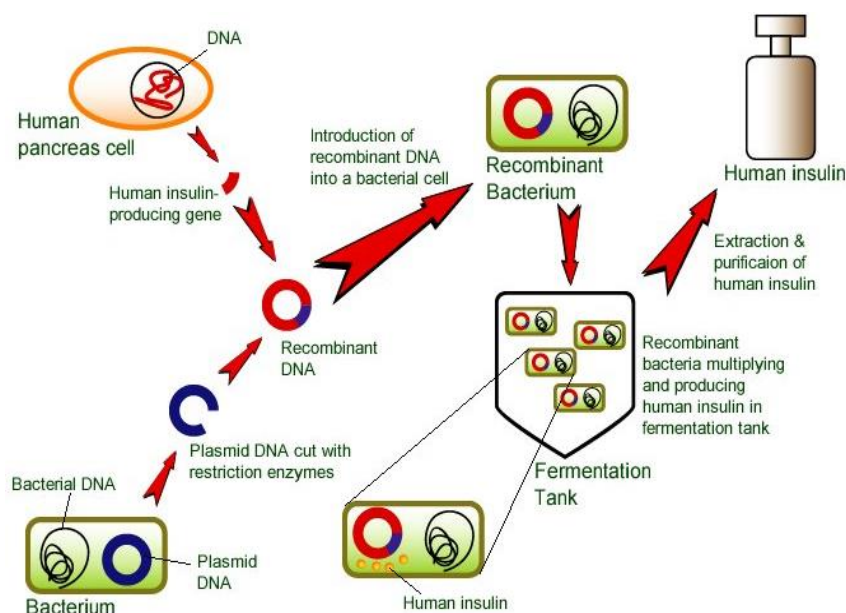 DNA
Human
pancreas cell
Human insulin-
producing gene
Introduction of
recombinant DNA
into a bacterial cell
Recombinant
Bacterium
Human insulin
Extraction &
purificaion of
human insulin
Recombinant
DNA
Recombinant
bacteria multiplying
and producing
human insulin in
fermentation tank
Plasmid DNA cut with
restriction enzymes
Fermentation
Tank
Bacterial DNA
Plasmid
DNA
Bacterium
Human insulin